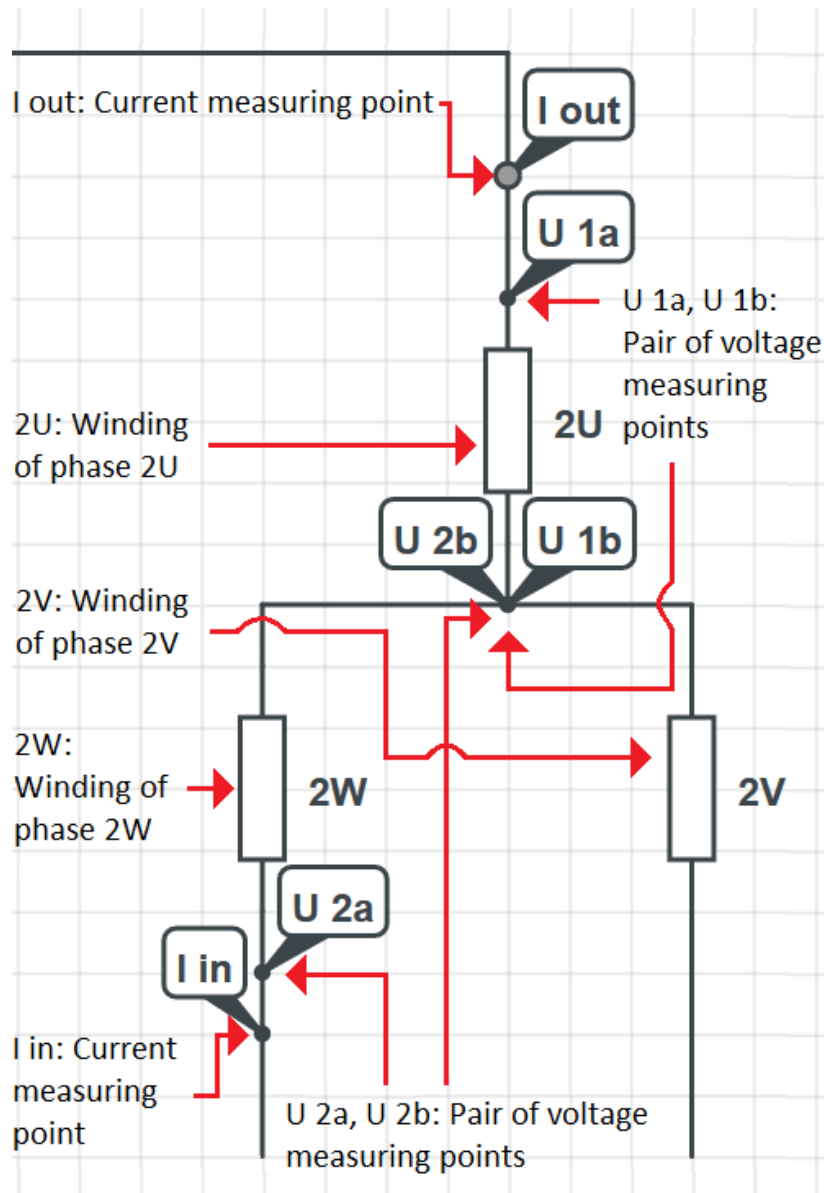 I out: Current measuring point
I out
U 1a
U 1a, U 1b:
Pair of voltage
measuring
points
2U: Winding
of phase 2U
2U
U 2b
U 1b
2V: Winding
of phase 2V
2W:
Winding of
phase 2W
2W
2V
U 2a
I in
I in: Current
measuring
point
U 2a, U 2b: Pair of voltage
measuring points